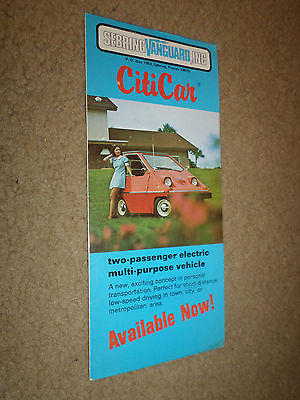 SEBRING VANGUARD, INC
CitiCar®
two-passenger electric
multi-purpose vehicle
A new, exciting concept in personal
transportation. Perfect for short distance
low-speed driving in town, city, or
metropolitan area.
Available Now!